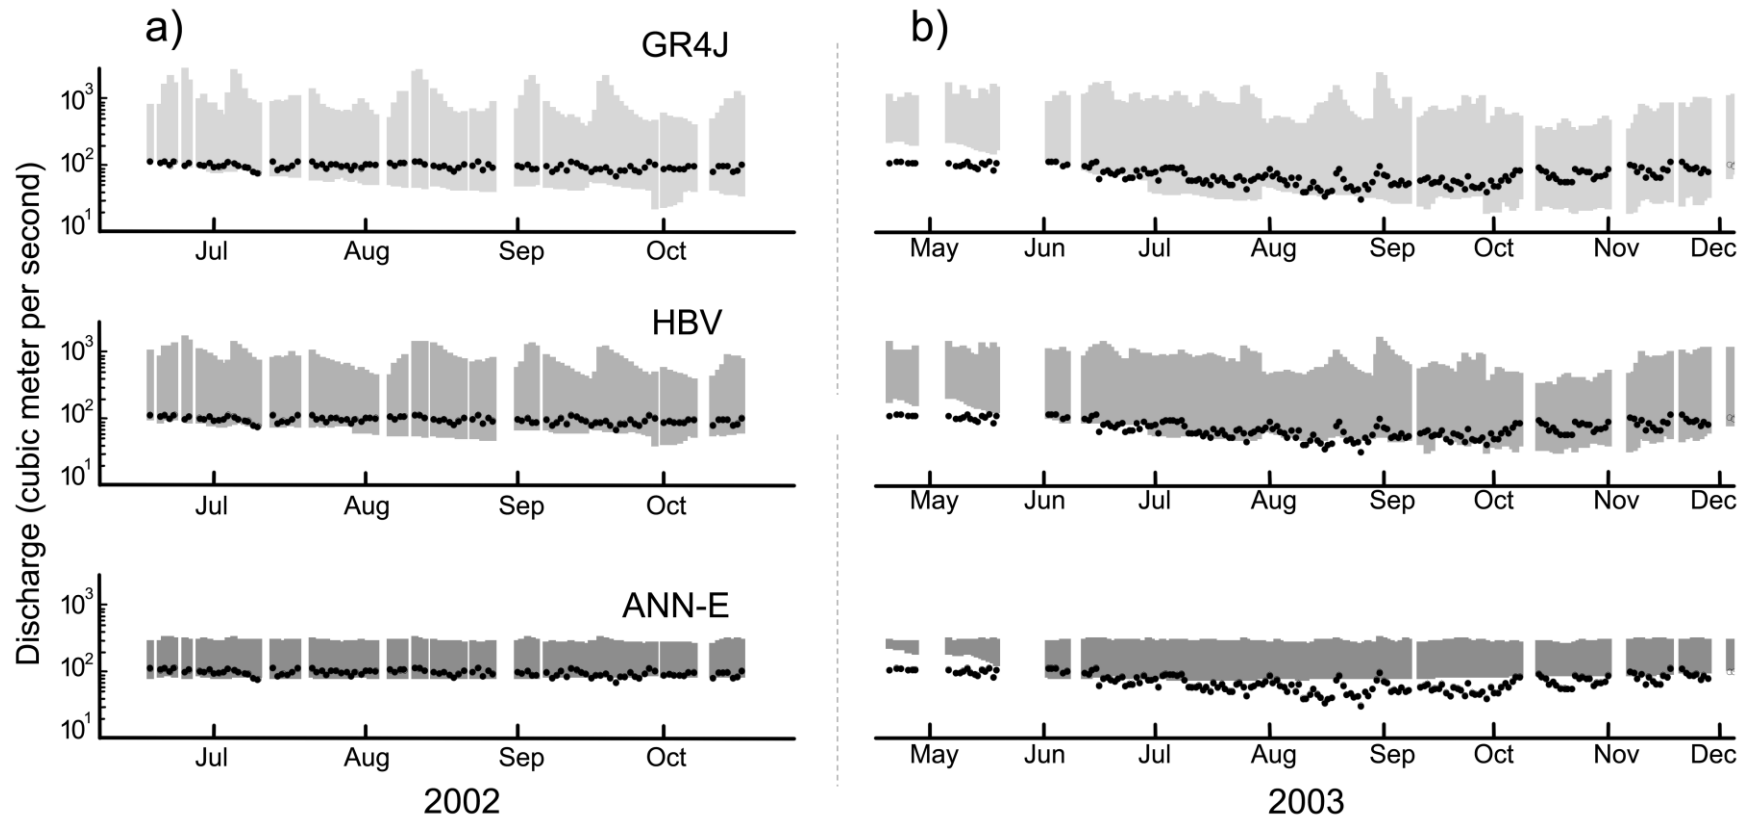 a)
b)
GR4J
10³
10²
10¹
Jul Aug Sep Oct
May Jun Jul Aug Sep Oct Nov Dec
HBV
10³
10²
10¹
Jul Aug Sep Oct
May Jun Jul Aug Sep Oct Nov Dec
ANN-E
10³
10²
10¹
Jul Aug Sep Oct
May Jun Jul Aug Sep Oct Nov Dec
Discharge (cubic meter per second)
2002
2003